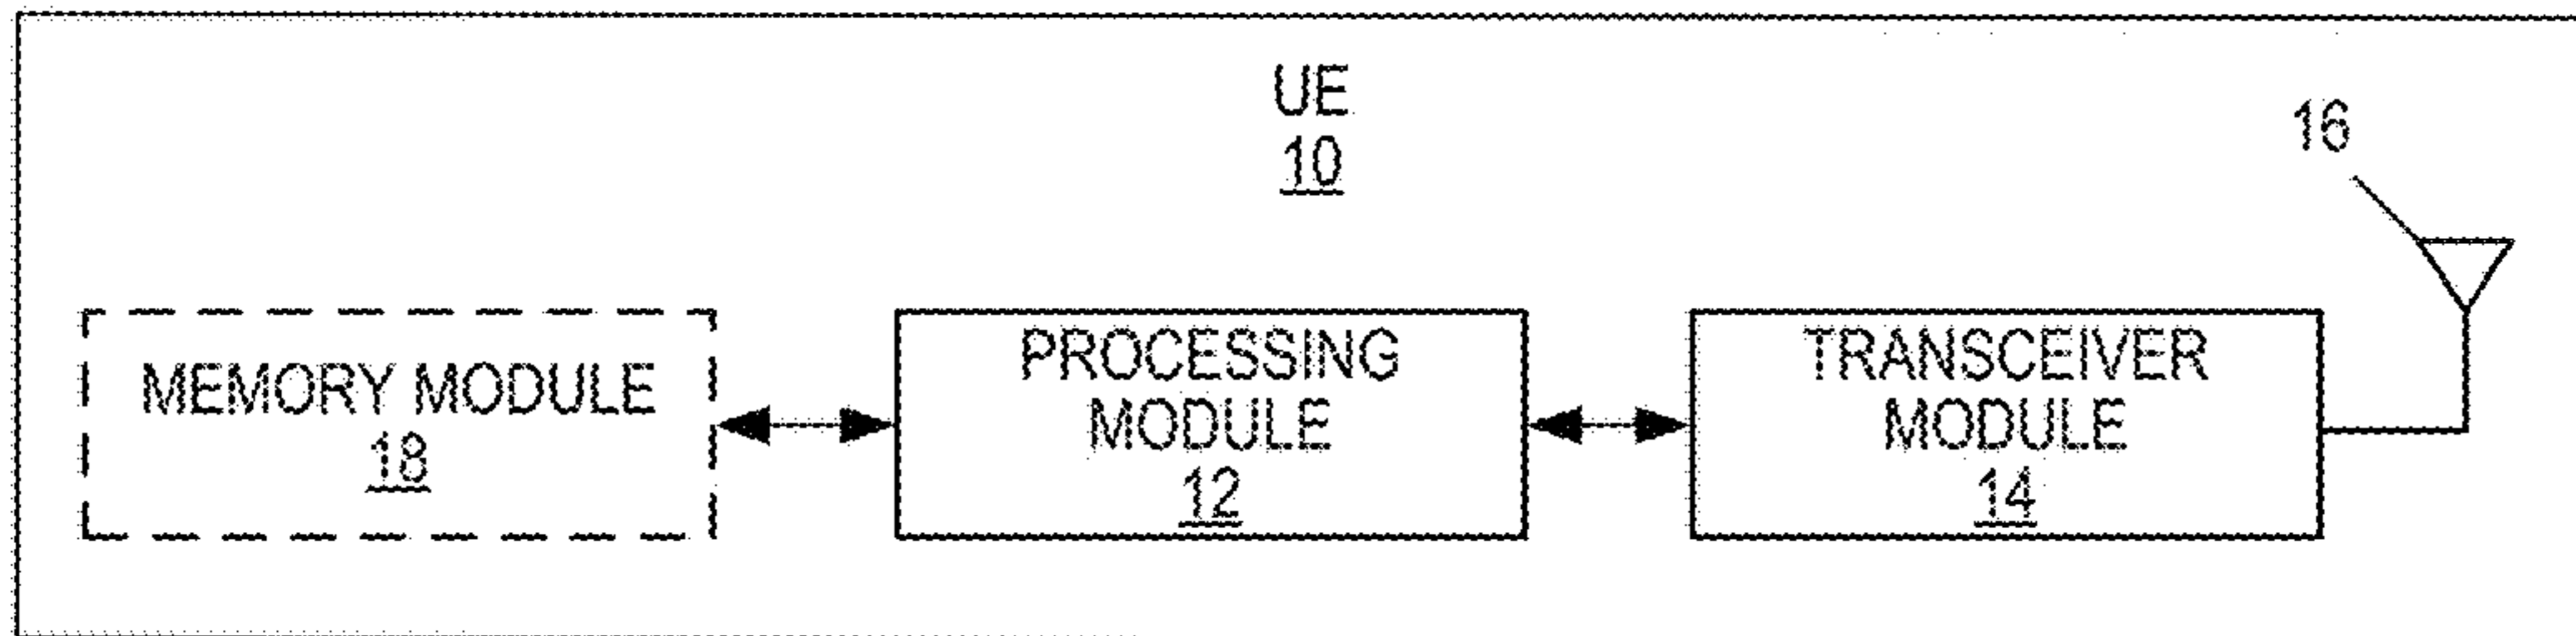 UE
10
16
MEMORY MODULE
18
PROCESSING
MODULE
12
TRANSCEIVER
MODULE
14